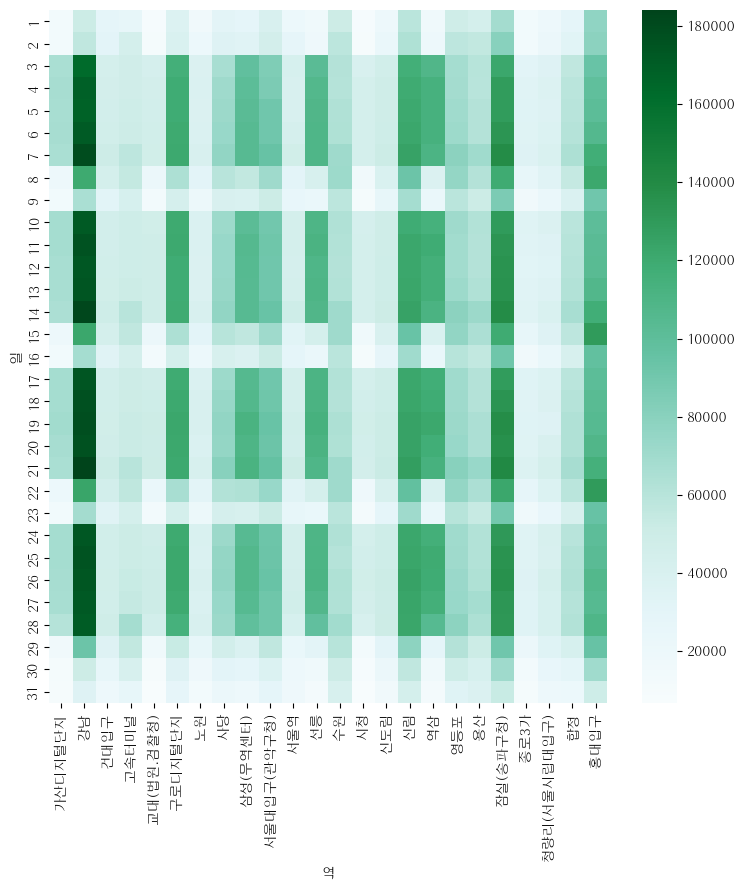 1
2
3
4
5
6
7
8
9
10
11
12
13
14
15
16
17
18
19
20
21
22
23
24
25
26
27
28
29
30
31
일
가산디지털단지
강남
건대입구
고속터미널
교대(법원.검찰청)
구로디지털단지
노원
사당
삼성(무역센터)
서울대입구(관악구청)
서울역
선릉
수원
시청
신도림
신림
역삼
영등포
용산
잠실(송파구청)
종로3가
청량리(서울시립대입구)
합정
홍대입구
역
180000
160000
140000
120000
100000
80000
60000
40000
20000